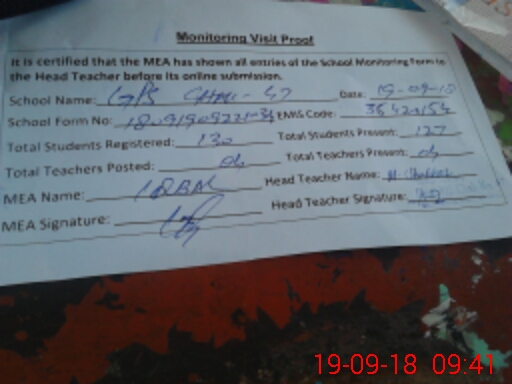 Monitoring Visit Proof
It is certified that the MEA has shown all entries of the School Monitoring Form to
the Head Teacher before its online submission.
School Name: GPS Date: 19-09-18
School Form No: EMIS Code:
Total Students Registered: 130 Total Students Present: 127
Total Teachers Posted: 04 Total Teachers Present: 04
MEA Name: Head Teacher Name:
MEA Signature: Head Teacher Signature:
19-09-18 09:41